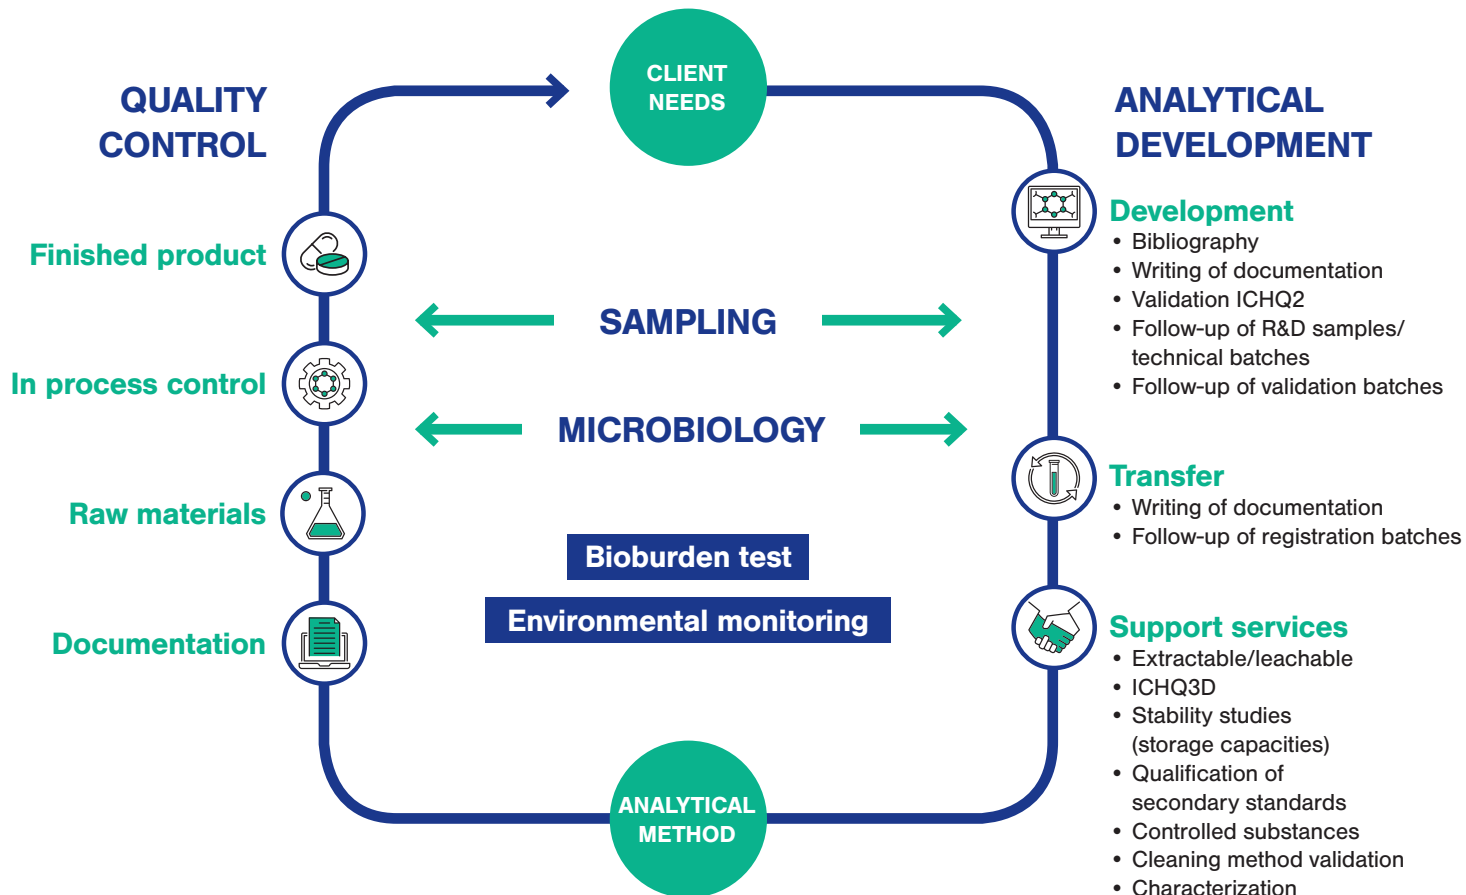 CLIENT
NEEDS
QUALITY
CONTROL
Finished product
In process control
Raw materials
Documentation
SAMPLING
MICROBIOLOGY
Bioburden test
Environmental monitoring
ANALYTICAL
METHOD
ANALYTICAL
DEVELOPMENT
Development
• Bibliography
• Writing of documentation
• Validation ICHQ2
• Follow-up of R&D samples/
technical batches
• Follow-up of validation batches
Transfer
• Writing of documentation
• Follow-up of registration batches
Support services
• Extractable/leachable
• ICHQ3D
• Stability studies
(storage capacities)
• Qualification of
secondary standards
• Controlled substances
• Cleaning method validation
• Characterization